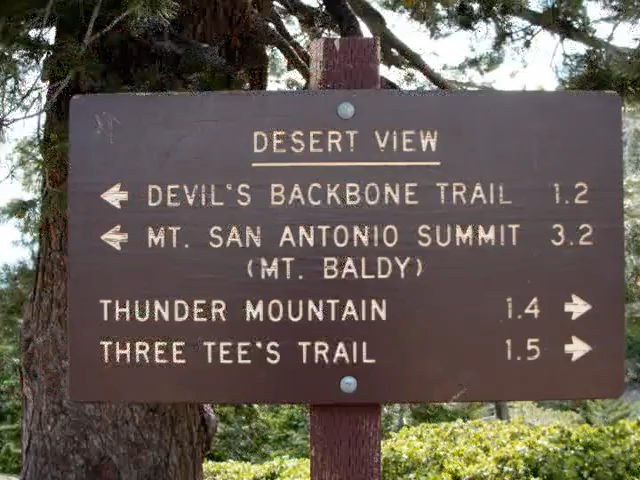 DESERT VIEW
DEVIL'S BACKBONE TRAIL 1.2
MT. SAN ANTONIO SUMMIT 3.2
(MT. BALDY)
THUNDER MOUNTAIN 1.4
THREE TEE'S TRAIL 1.5